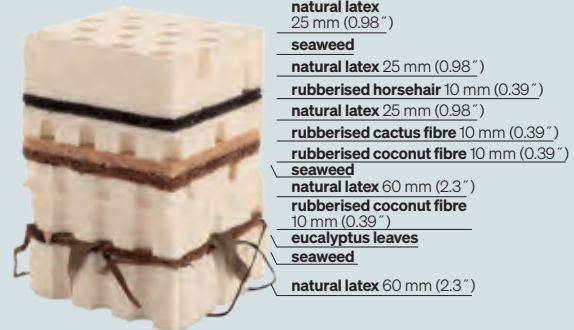 natural latex
25 mm (0.98˝)
seaweed
natural latex 25 mm (0.98˝)
rubberised horsehair 10 mm (0.39˝)
natural latex 25 mm (0.98˝)
rubberised cactus fibre 10 mm (0.39˝)
rubberised coconut fibre 10 mm (0.39˝)
seaweed
natural latex 60 mm (2.3˝)
rubberised coconut fibre
10 mm (0.39˝)
eucalyptus leaves
seaweed
natural latex 60 mm (2.3˝)